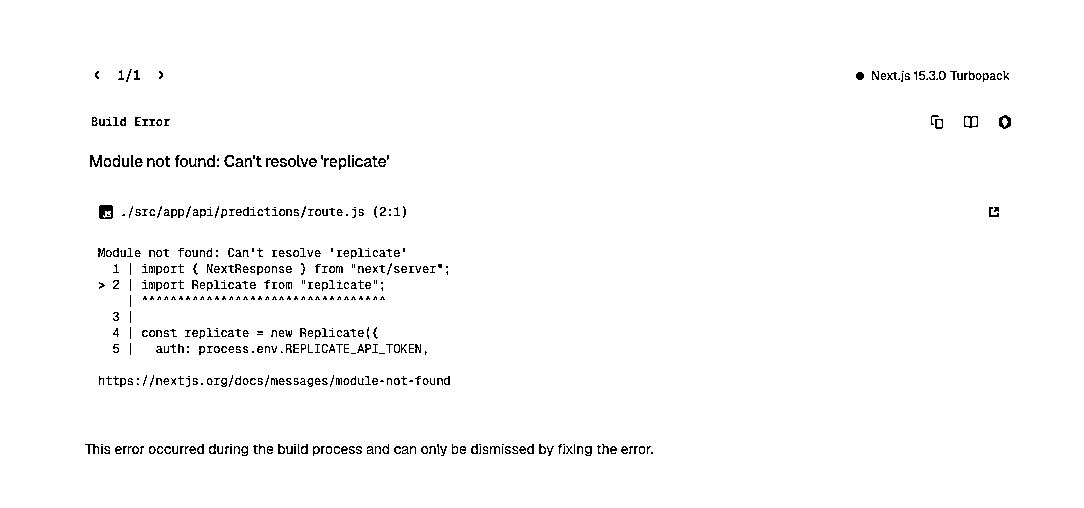 ‹ 1/1 ›
Next.js 15.3.0 Turbopack
Build Error
Module not found: Can't resolve 'replicate'
JS ./src/app/api/predictions/route.js (2:1)
Module not found: Can't resolve 'replicate'
  1 | import { NextResponse } from "next/server";
> 2 | import Replicate from "replicate";
    | ^^^^^^^^^^^^^^^^^^^^^^^^^^^^^^^^^^
  3 |
  4 | const replicate = new Replicate({
  5 |   auth: process.env.REPLICATE_API_TOKEN,
https://nextjs.org/docs/messages/module-not-found
This error occurred during the build process and can only be dismissed by fixing the error.